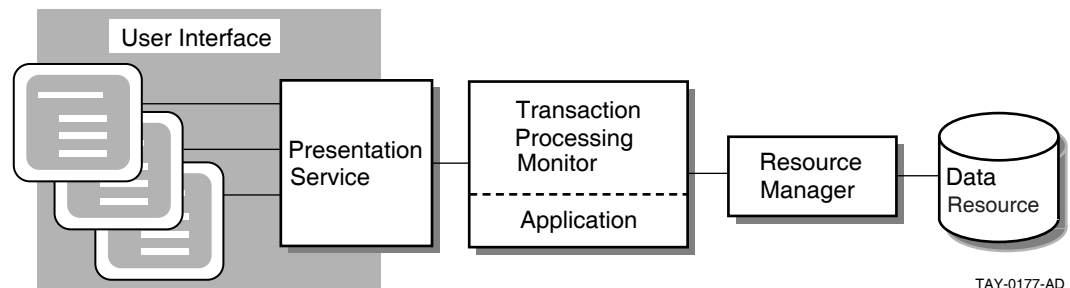 User Interface
Presentation
Service
Transaction
Processing
Monitor
Application
Resource
Manager
Data
Resource
TAY-0177-AD